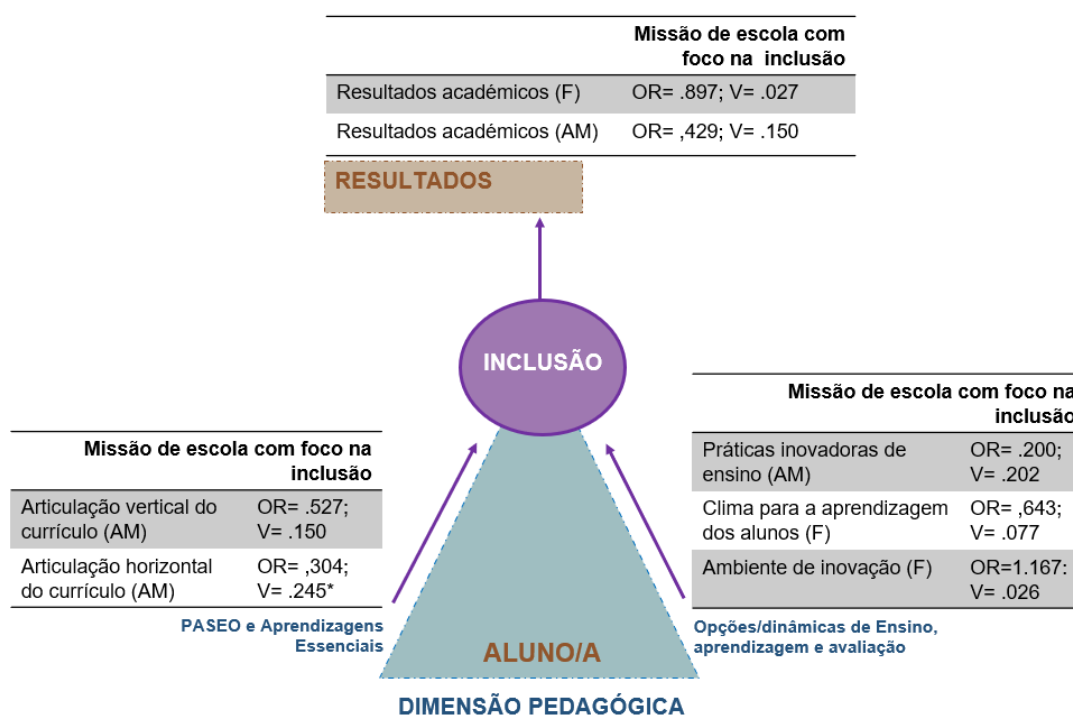 Missão de escola com
foco na  inclusão
Resultados académicos (F) OR= .897; V= .027
Resultados académicos (AM) OR= ,429; V= .150
RESULTADOS
INCLUSÃO
Missão de escola com foco na
inclusão
Articulação vertical do OR= .527;
currículo (AM) V= .150
Articulação horizontal OR= ,304;
do currículo (AM) V= .245*
PASEO e Aprendizagens
Essenciais
Missão de escola com foco na
inclusão
Práticas inovadoras de OR= .200;
ensino (AM) V= .202
Clima para a aprendizagem OR= ,643;
dos alunos (F) V= .077
Ambiente de inovação (F) OR=1.167:
V= .026
Opções/dinâmicas de Ensino,
aprendizagem e avaliação
ALUNO/A
DIMENSÃO PEDAGÓGICA